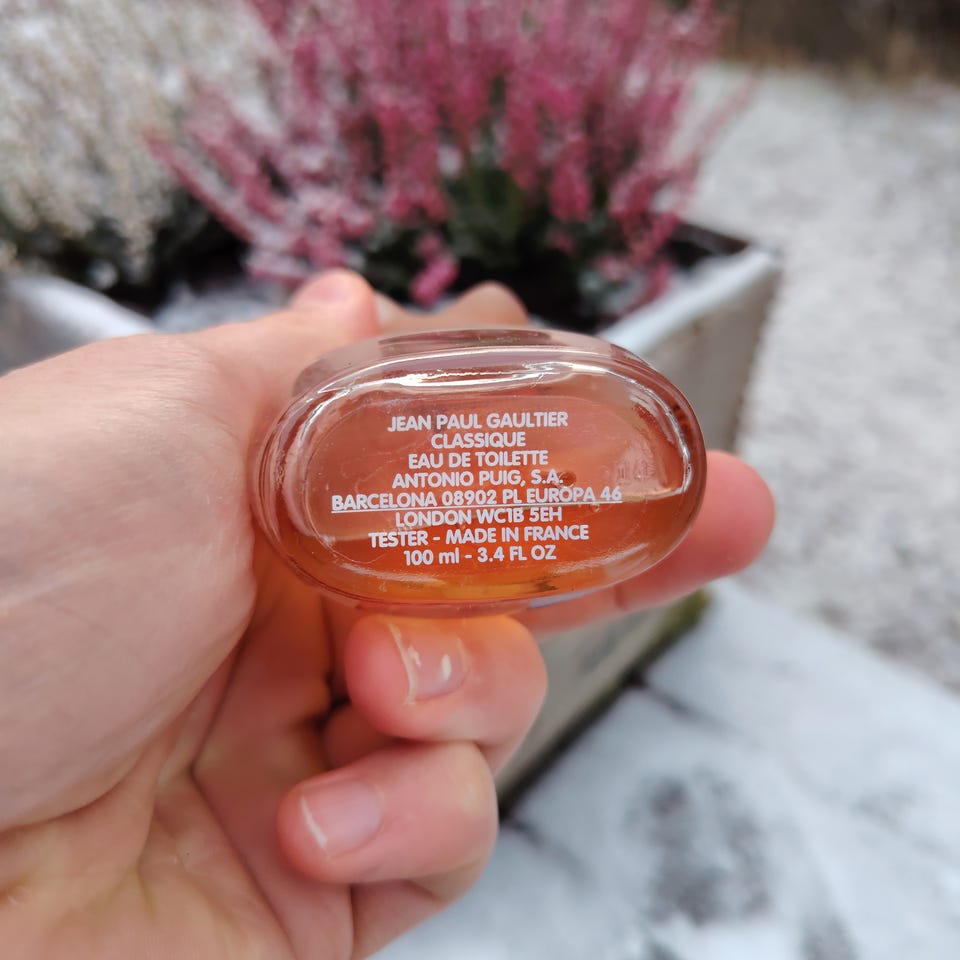 JEAN PAUL GAULTIER
CLASSIQUE
EAU DE TOILETTE
ANTONIO PUIG, S.A.
BARCELONA 08902 PL EUROPA 46
LONDON WC1B 5EH
TESTER - MADE IN FRANCE
100 ml - 3.4 FL OZ